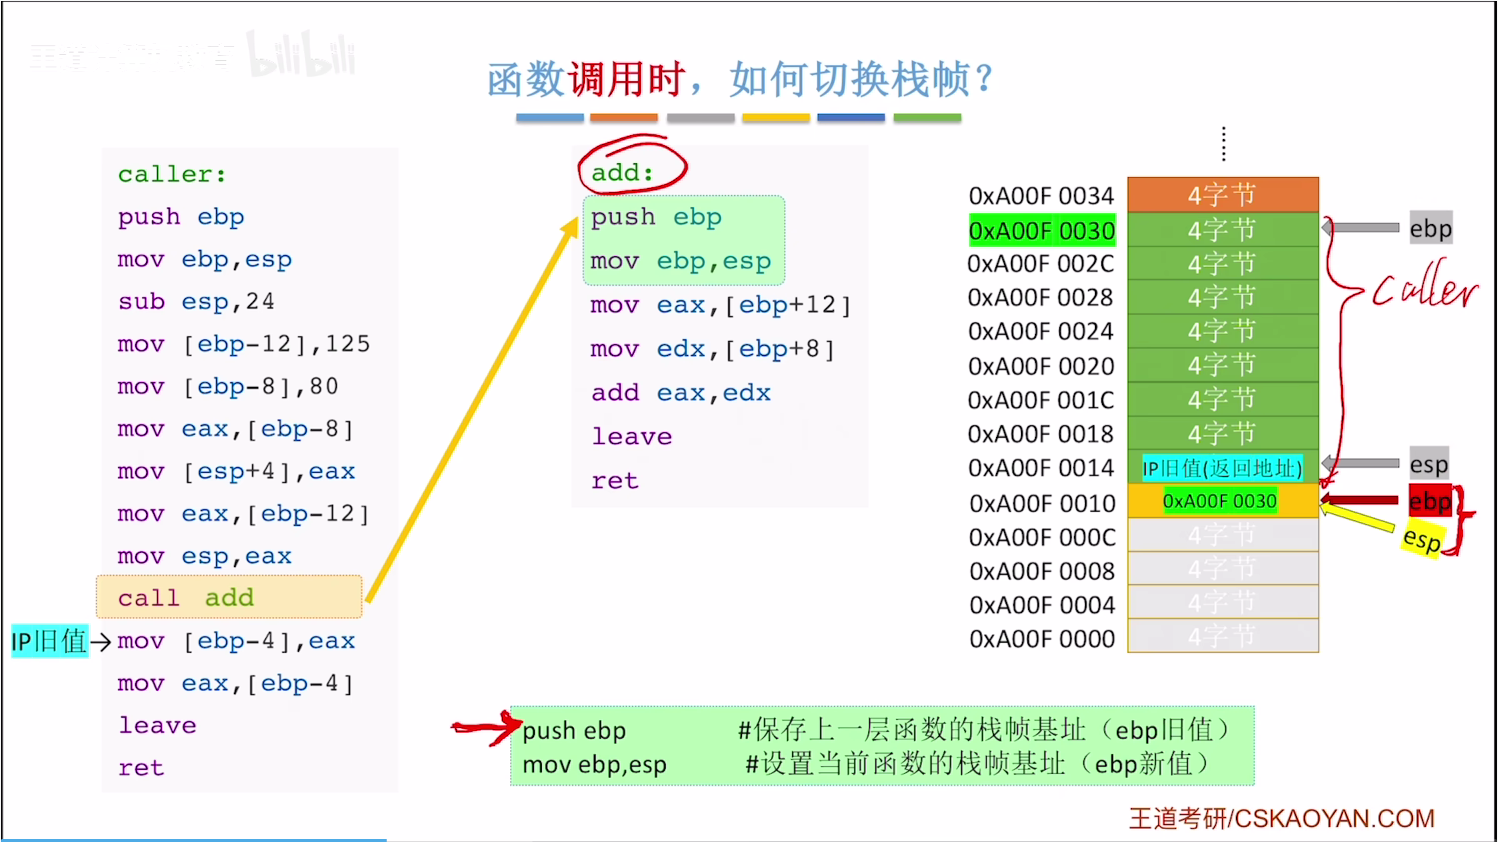 bilibili
函数调用时，如何切换栈帧？
caller:
push ebp
mov ebp,esp
sub esp,24
mov [ebp-12],125
mov [ebp-8],80
mov eax,[ebp-8]
mov [esp+4],eax
mov eax,[ebp-12]
mov esp,eax
call add
IP旧值→mov [ebp-4],eax
mov eax,[ebp-4]
leave
ret
add:
push ebp
mov ebp,esp
mov eax,[ebp+12]
mov edx,[ebp+8]
add eax,edx
leave
ret
0xA00F 0034 4字节
0xA00F 0030 4字节 ebp
0xA00F 002C 4字节
0xA00F 0028 4字节 caller
0xA00F 0024 4字节
0xA00F 0020 4字节
0xA00F 001C 4字节
0xA00F 0018 4字节
0xA00F 0014 IP旧值(返回地址) esp
0xA00F 0010 0xA00F 0030 ebp
0xA00F 000C 4字节 esp
0xA00F 0008 4字节
0xA00F 0004 4字节
0xA00F 0000 4字节
push ebp #保存上一层函数的栈帧基址（ebp旧值）
mov ebp,esp #设置当前函数的栈帧基址（ebp新值）
王道考研/CSKAOYAN.COM